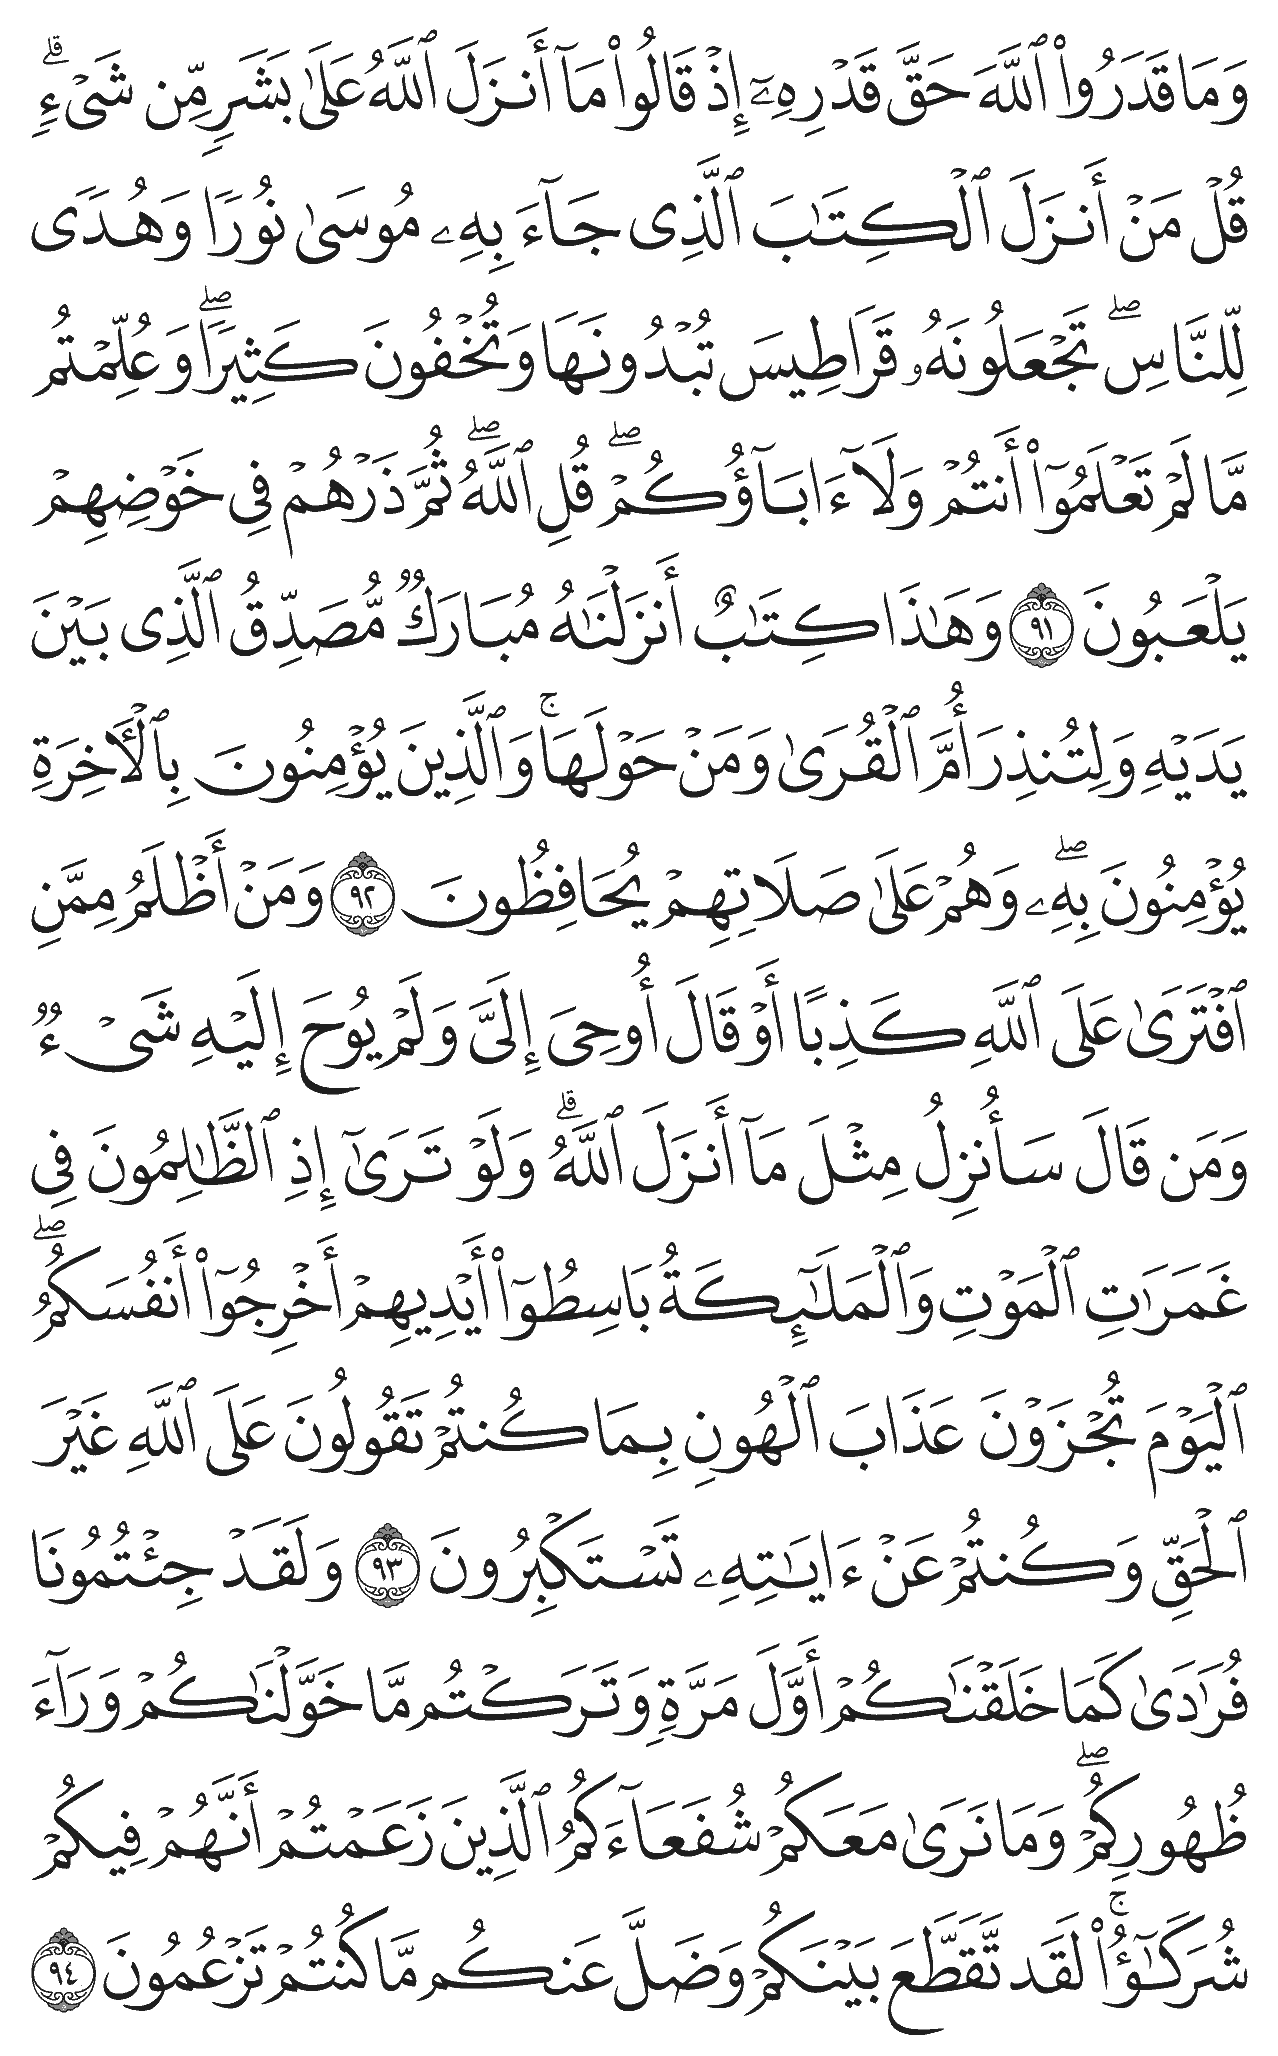 وَمَا قَدَرُوا۟ ٱللَّهَ حَقَّ قَدْرِهِۦٓ إِذْ قَالُوا۟ مَآ أَنزَلَ ٱللَّهُ عَلَىٰ بَشَرٍ مِّن شَىْءٍ ۗ
قُلْ مَنْ أَنزَلَ ٱلْكِتَـٰبَ ٱلَّذِى جَآءَ بِهِۦ مُوسَىٰ نُورًا وَهُدًى
لِّلنَّاسِ ۖ تَجْعَلُونَهُۥ قَرَاطِيسَ تُبْدُونَهَا وَتُخْفُونَ كَثِيرًا ۖ وَعُلِّمْتُم
مَّا لَمْ تَعْلَمُوٓا۟ أَنتُمْ وَلَآ ءَابَآؤُكُمْ ۖ قُلِ ٱللَّهُ ۖ ثُمَّ ذَرْهُمْ فِى خَوْضِهِمْ
يَلْعَبُونَ ٩١ وَهَـٰذَا كِتَـٰبٌ أَنزَلْنَـٰهُ مُبَارَكٌ مُّصَدِّقُ ٱلَّذِى بَيْنَ
يَدَيْهِ وَلِتُنذِرَ أُمَّ ٱلْقُرَىٰ وَمَنْ حَوْلَهَا ۚ وَٱلَّذِينَ يُؤْمِنُونَ بِٱلْـَٔاخِرَةِ
يُؤْمِنُونَ بِهِۦ ۖ وَهُمْ عَلَىٰ صَلَاتِهِمْ يُحَافِظُونَ ٩٢ وَمَنْ أَظْلَمُ مِمَّنِ
ٱفْتَرَىٰ عَلَى ٱللَّهِ كَذِبًا أَوْ قَالَ أُوحِىَ إِلَىَّ وَلَمْ يُوحَ إِلَيْهِ شَىْءٌ
وَمَن قَالَ سَأُنزِلُ مِثْلَ مَآ أَنزَلَ ٱللَّهُ ۗ وَلَوْ تَرَىٰٓ إِذِ ٱلظَّـٰلِمُونَ فِى
غَمَرَٰتِ ٱلْمَوْتِ وَٱلْمَلَـٰٓئِكَةُ بَاسِطُوٓا۟ أَيْدِيهِمْ أَخْرِجُوٓا۟ أَنفُسَكُمُ ۖ
ٱلْيَوْمَ تُجْزَوْنَ عَذَابَ ٱلْهُونِ بِمَا كُنتُمْ تَقُولُونَ عَلَى ٱللَّهِ غَيْرَ
ٱلْحَقِّ وَكُنتُمْ عَنْ ءَايَـٰتِهِۦ تَسْتَكْبِرُونَ ٩٣ وَلَقَدْ جِئْتُمُونَا
فُرَٰدَىٰ كَمَا خَلَقْنَـٰكُمْ أَوَّلَ مَرَّةٍ وَتَرَكْتُم مَّا خَوَّلْنَـٰكُمْ وَرَآءَ
ظُهُورِكُمْ ۖ وَمَا نَرَىٰ مَعَكُمْ شُفَعَآءَكُمُ ٱلَّذِينَ زَعَمْتُمْ أَنَّهُمْ فِيكُمْ
شُرَكَـٰٓؤُا۟ ۚ لَقَد تَّقَطَّعَ بَيْنَكُمْ وَضَلَّ عَنكُم مَّا كُنتُمْ تَزْعُمُونَ ٩٤